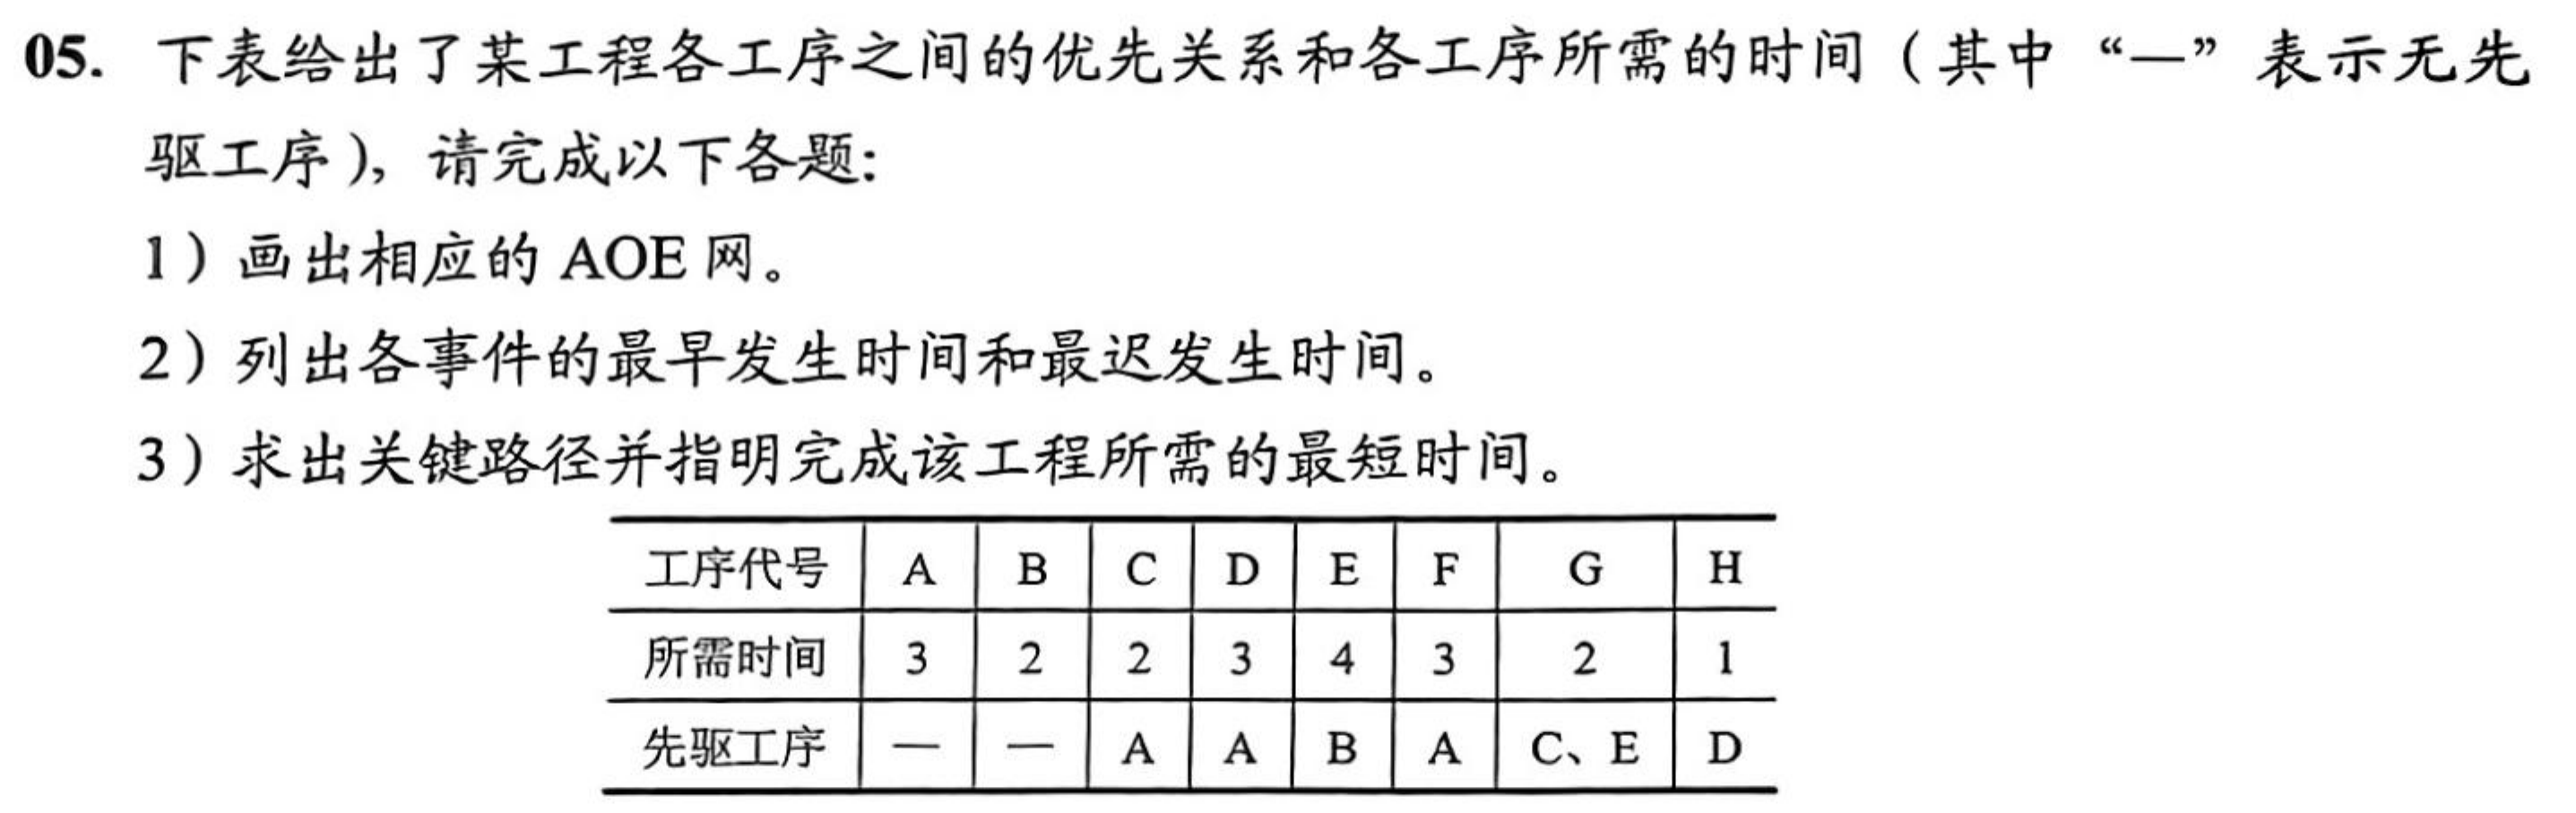 05. 下表给出了某工程各工序之间的优先关系和各工序所需的时间（其中“—”表示无先
驱工序），请完成以下各题：
1）画出相应的 AOE 网。
2）列出各事件的最早发生时间和最迟发生时间。
3）求出关键路径并指明完成该工程所需的最短时间。
工序代号 A B C D E F G H
所需时间 3 2 2 3 4 3 2 1
先驱工序 — — A A B A C、E D